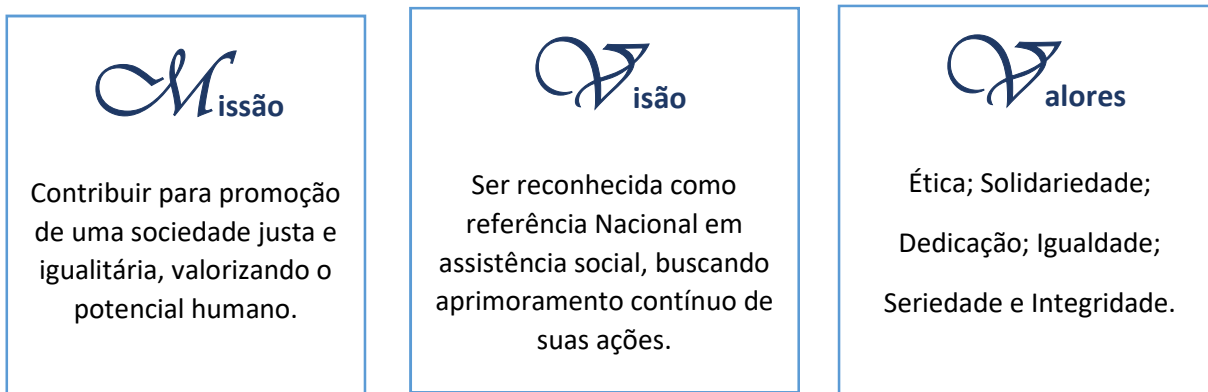 Missão
Contribuir para promoção
de uma sociedade justa e
igualitária, valorizando o
potencial humano.
Visão
Ser reconhecida como
referência Nacional em
assistência social, buscando
aprimoramento contínuo de
suas ações.
Valores
Ética; Solidariedade;
Dedicação; Igualdade;
Seriedade e Integridade.